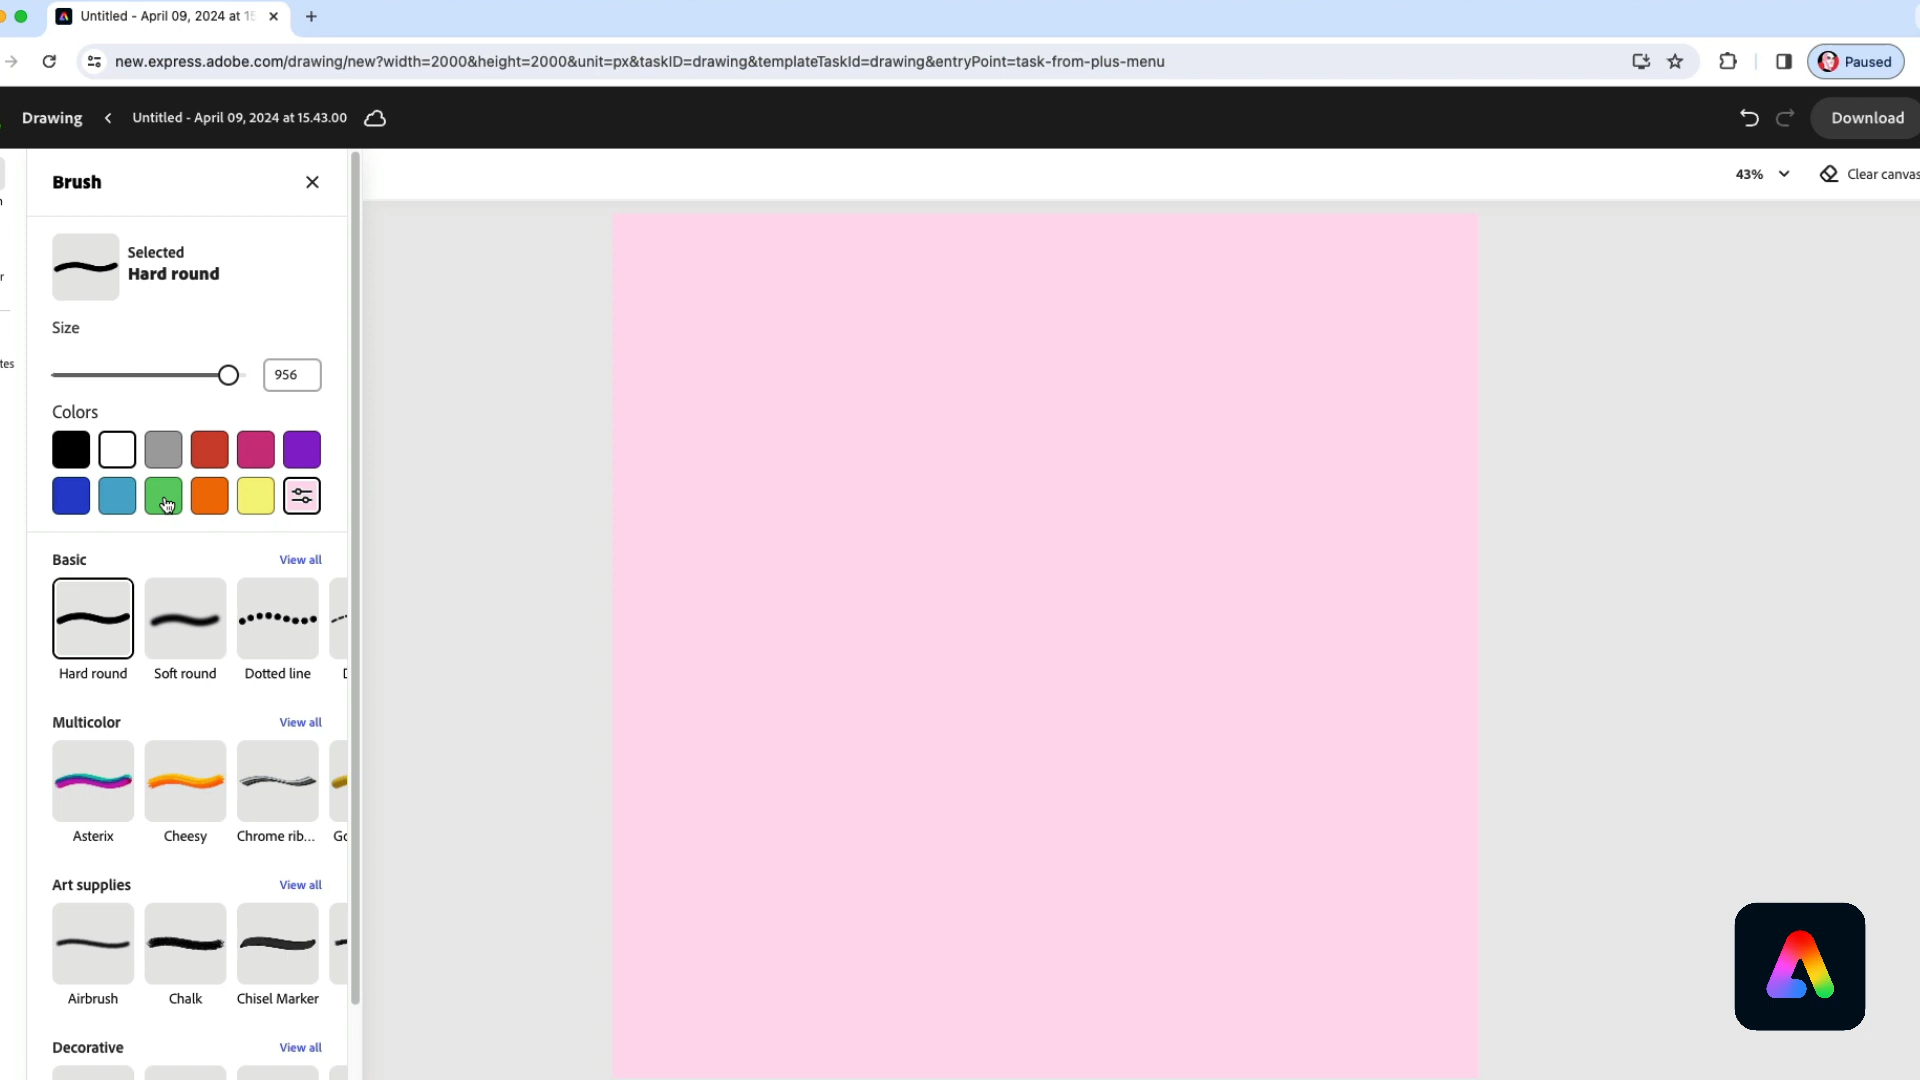 Untitled - April 09, 2024 at 15
new.express.adobe.com/drawing/new?width=2000&height=2000&unit=px&taskID=drawing&templateTaskId=drawing&entryPoint=task-from-plus-menu
Paused
Drawing
Untitled - April 09, 2024 at 15.43.00
Download
Brush
43%
Clear canvas
Selected
Hard round
Size
956
Colors
Basic
View all
Hard round
Soft round
Dotted line
Multicolor
View all
Asterix
Cheesy
Chrome rib...
Art supplies
View all
Airbrush
Chalk
Chisel Marker
Decorative
View all